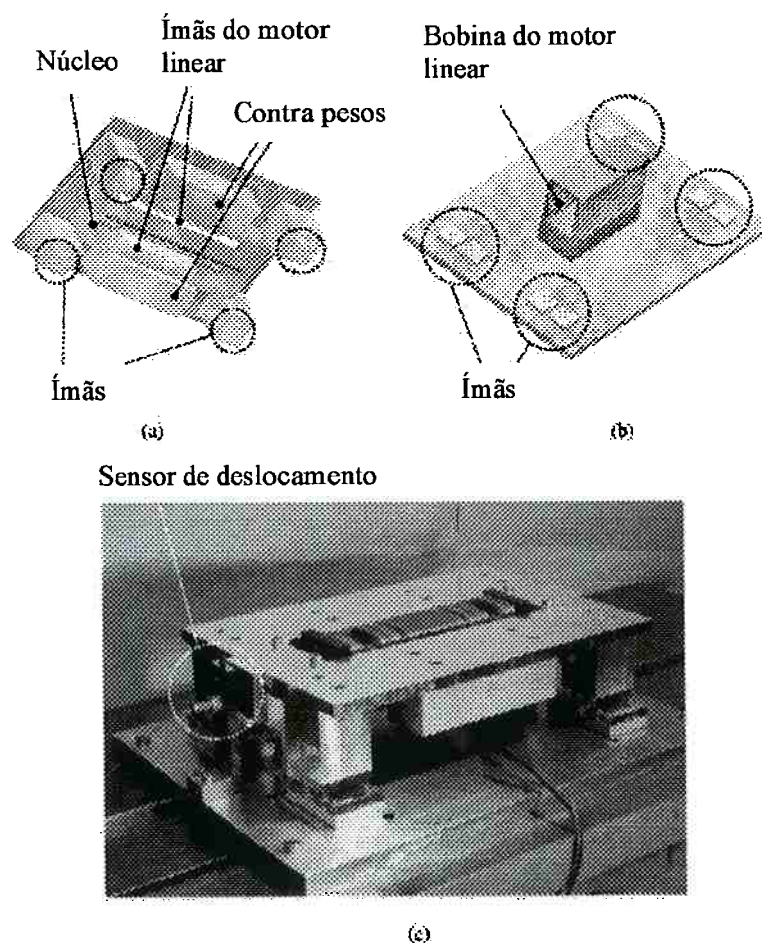 Núcleo
Ímãs do motor
linear
Contra pesos
Ímãs
(a)
Bobina do motor
linear
Ímãs
(b)
Sensor de deslocamento
(c)